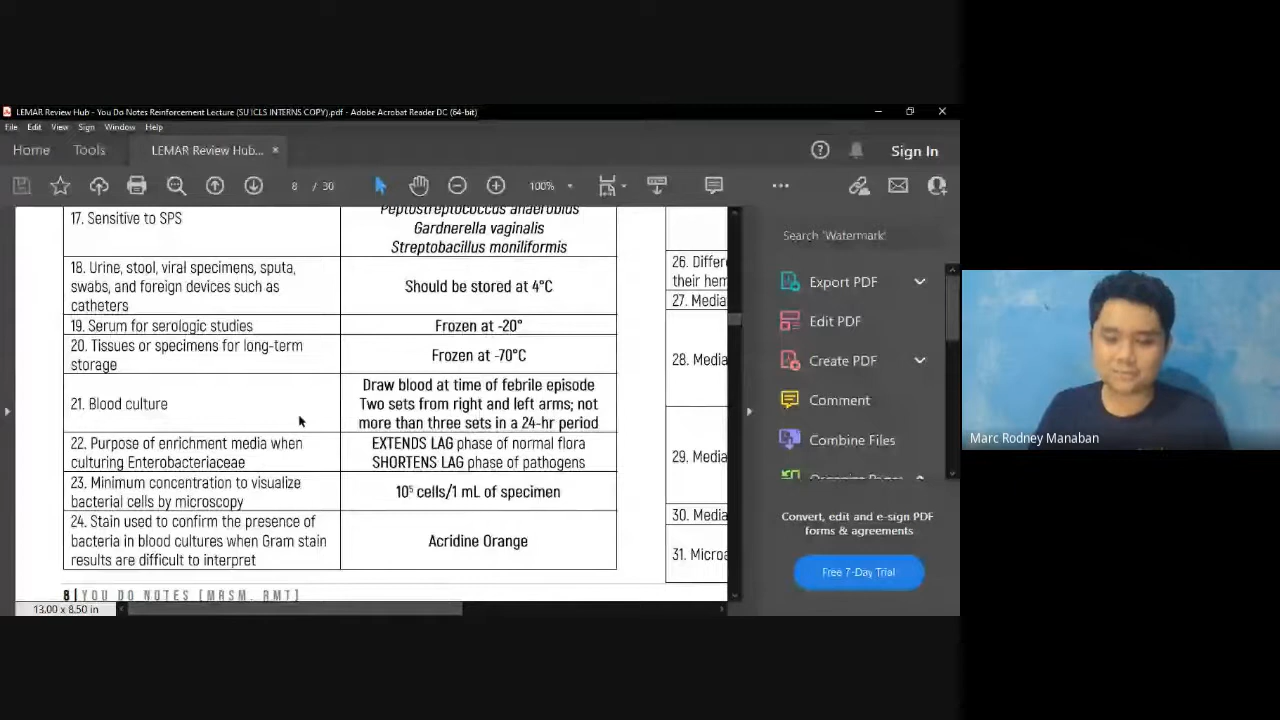 LEMAR Review Hub - You Do Notes Reinforcement Lecture (SU ICLS INTERNS COPY).pdf - Adobe Acrobat Reader DC (64-bit)
File Edit View Sign Window Help
Home Tools LEMAR Review Hub... × Sign In
8 / 30 100%
17. Sensitive to SPS
Peptostreptococcus anaerobius
Gardnerella vaginalis
Streptobacillus moniliformis
18. Urine, stool, viral specimens, sputa,
swabs, and foreign devices such as
catheters
Should be stored at 4°C
19. Serum for serologic studies
Frozen at -20°
20. Tissues or specimens for long-term
storage
Frozen at -70°C
21. Blood culture
Draw blood at time of febrile episode
Two sets from right and left arms; not
more than three sets in a 24-hr period
22. Purpose of enrichment media when
culturing Enterobacteriaceae
EXTENDS LAG phase of normal flora
SHORTENS LAG phase of pathogens
23. Minimum concentration to visualize
bacterial cells by microscopy
10⁵ cells/1 mL of specimen
24. Stain used to confirm the presence of
bacteria in blood cultures when Gram stain
results are difficult to interpret
Acridine Orange
8 | YOU DO NOTES [MRSM, RMT]
13.00 x 8.50 in
26. Differe
their hem
27. Media
28. Media
29. Media
30. Media
31. Microa
Search 'Watermark'
Export PDF
Edit PDF
Create PDF
Comment
Combine Files
Organize Pages
Convert, edit and e-sign PDF
forms & agreements
Free 7-Day Trial
Marc Rodney Manaban